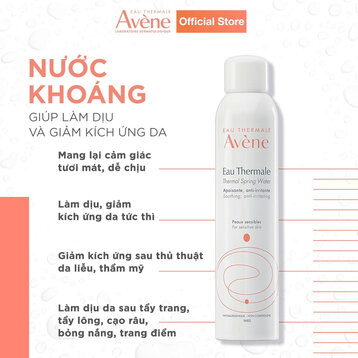 EAU THERMALE
Avène
LABORATOIRE DERMATOLOGIQUE
Official Store
NƯỚC
KHOÁNG
GIÚP LÀM DỊU
VÀ GIẢM KÍCH ỨNG DA
Mang lại cảm giác
tươi mát, dễ chịu
Làm dịu, giảm
kích ứng da tức thì
Giảm kích ứng sau thủ thuật
da liễu, thẩm mỹ
Làm dịu da sau tẩy trang,
tẩy lông, cạo râu,
bỏng nắng, trang điểm
EAU THERMALE
Avène
Eau Thermale
Thermal Spring Water
Apaisante, anti-irritante
Soothing, anti-irritating
Peaux sensibles
For sensitive skin